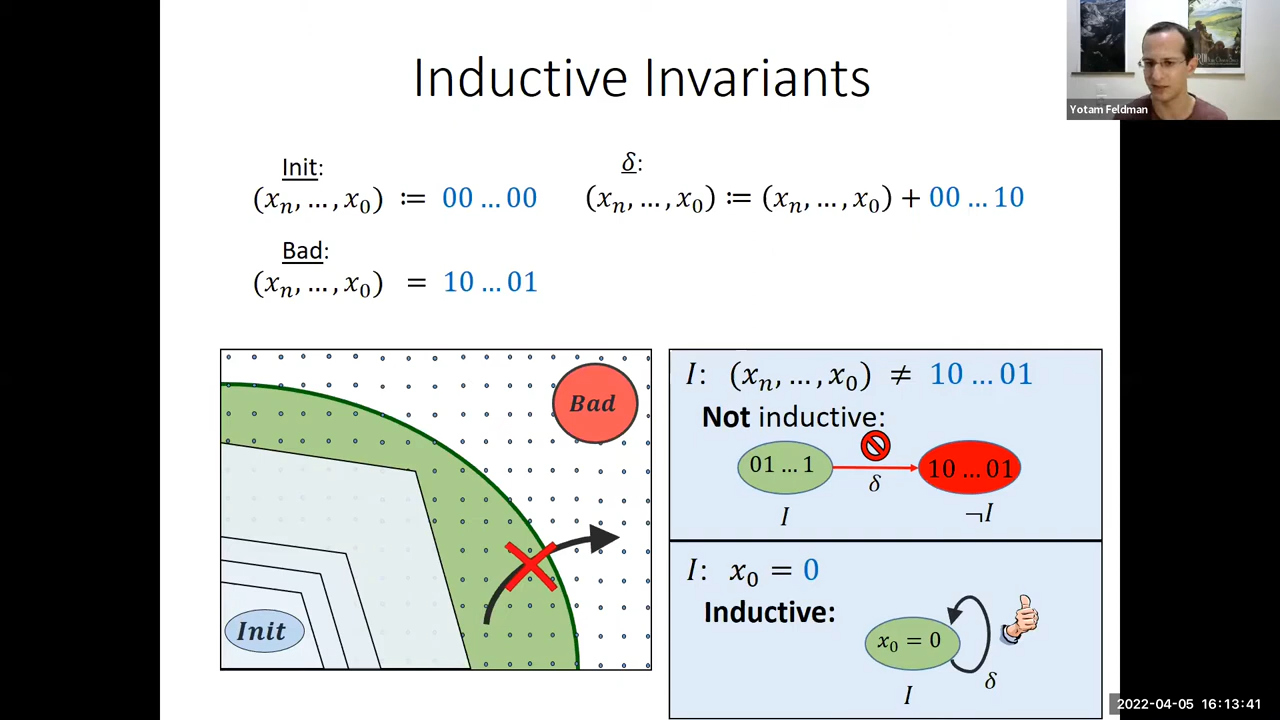 Inductive Invariants
Yotam Feldman
Init:
(xₙ, … , x₀) ≔ 00 … 00
δ:
(xₙ, … , x₀) ≔ (xₙ, … , x₀) + 00 … 10
Bad:
(xₙ, … , x₀) = 10 … 01
Bad
Init
I: (xₙ, … , x₀) ≠ 10 … 01
Not inductive:
01 … 1
10 … 01
δ
I
¬I
I: x₀ = 0
Inductive:
x₀ = 0
δ
I
2022-04-05 16:13:41